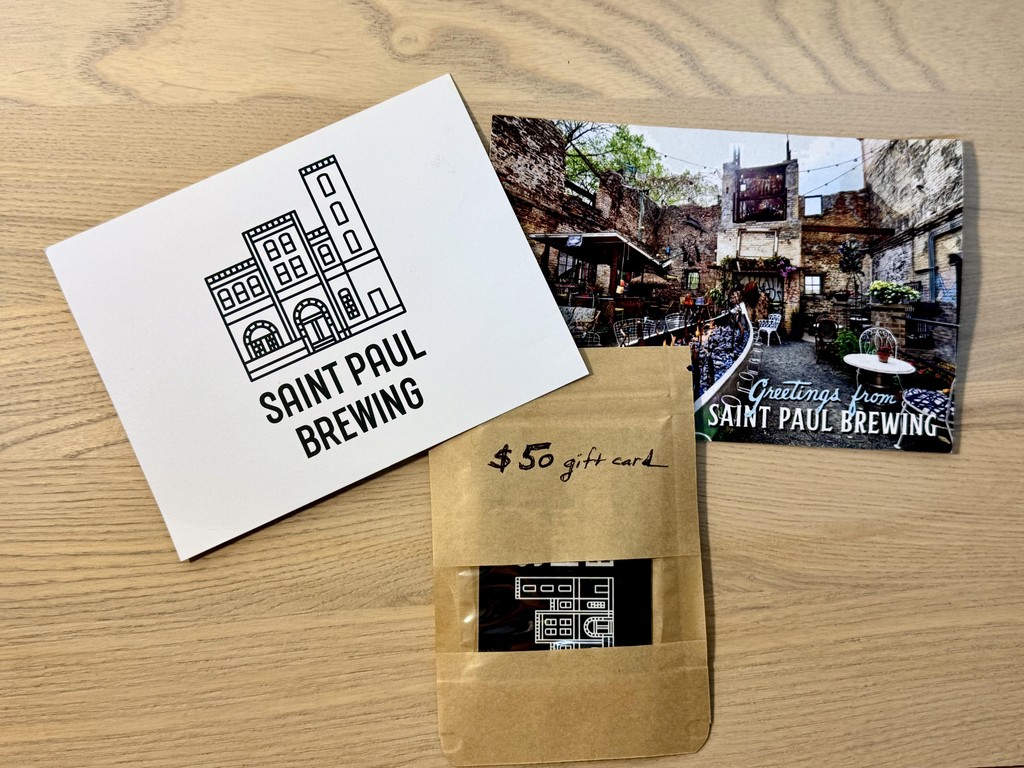 SAINT PAUL
BREWING
Greetings from
SAINT PAUL BREWING
$50 gift card